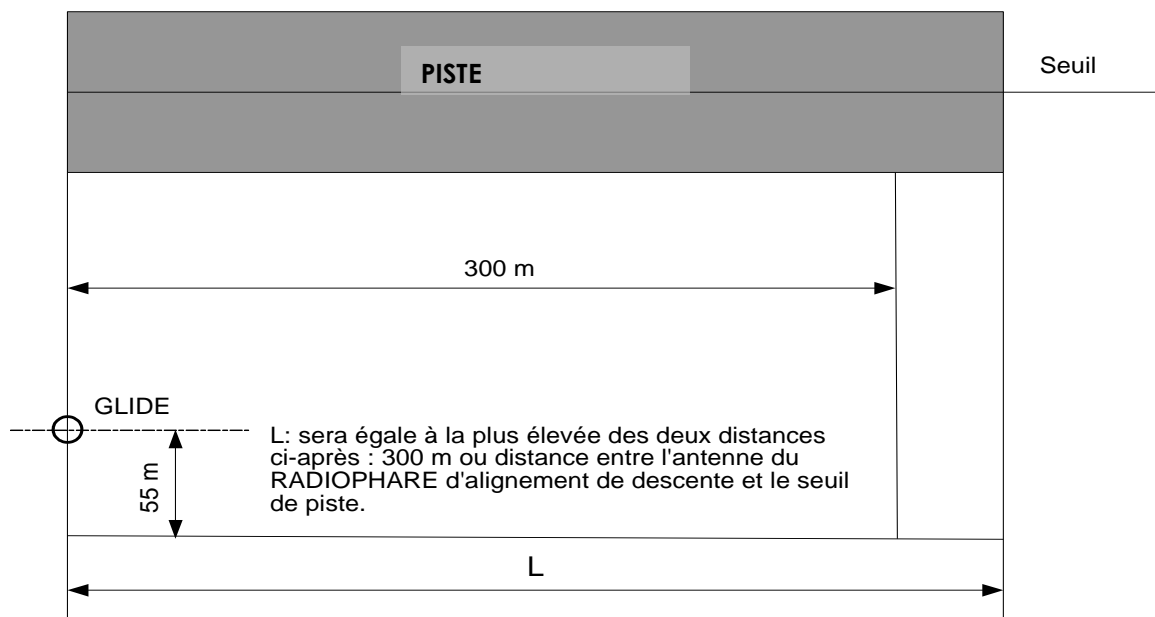 PISTE
Seuil
300 m
GLIDE
55 m
L: sera égale à la plus élevée des deux distances
ci-après : 300 m ou distance entre l'antenne du
RADIOPHARE d'alignement de descente et le seuil
de piste.
L